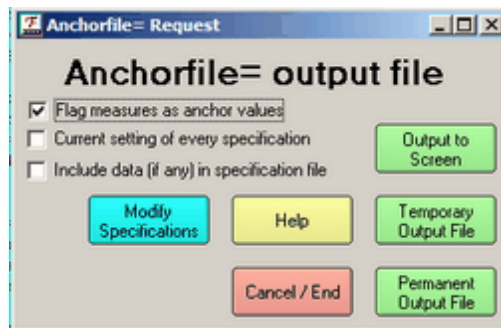 Anchorfile= Request
Anchorfile= output file
Flag measures as anchor values
Current setting of every specification
Include data (if any) in specification file
Output to
Screen
Modify
Specifications
Help
Temporary
Output File
Cancel / End
Permanent
Output File